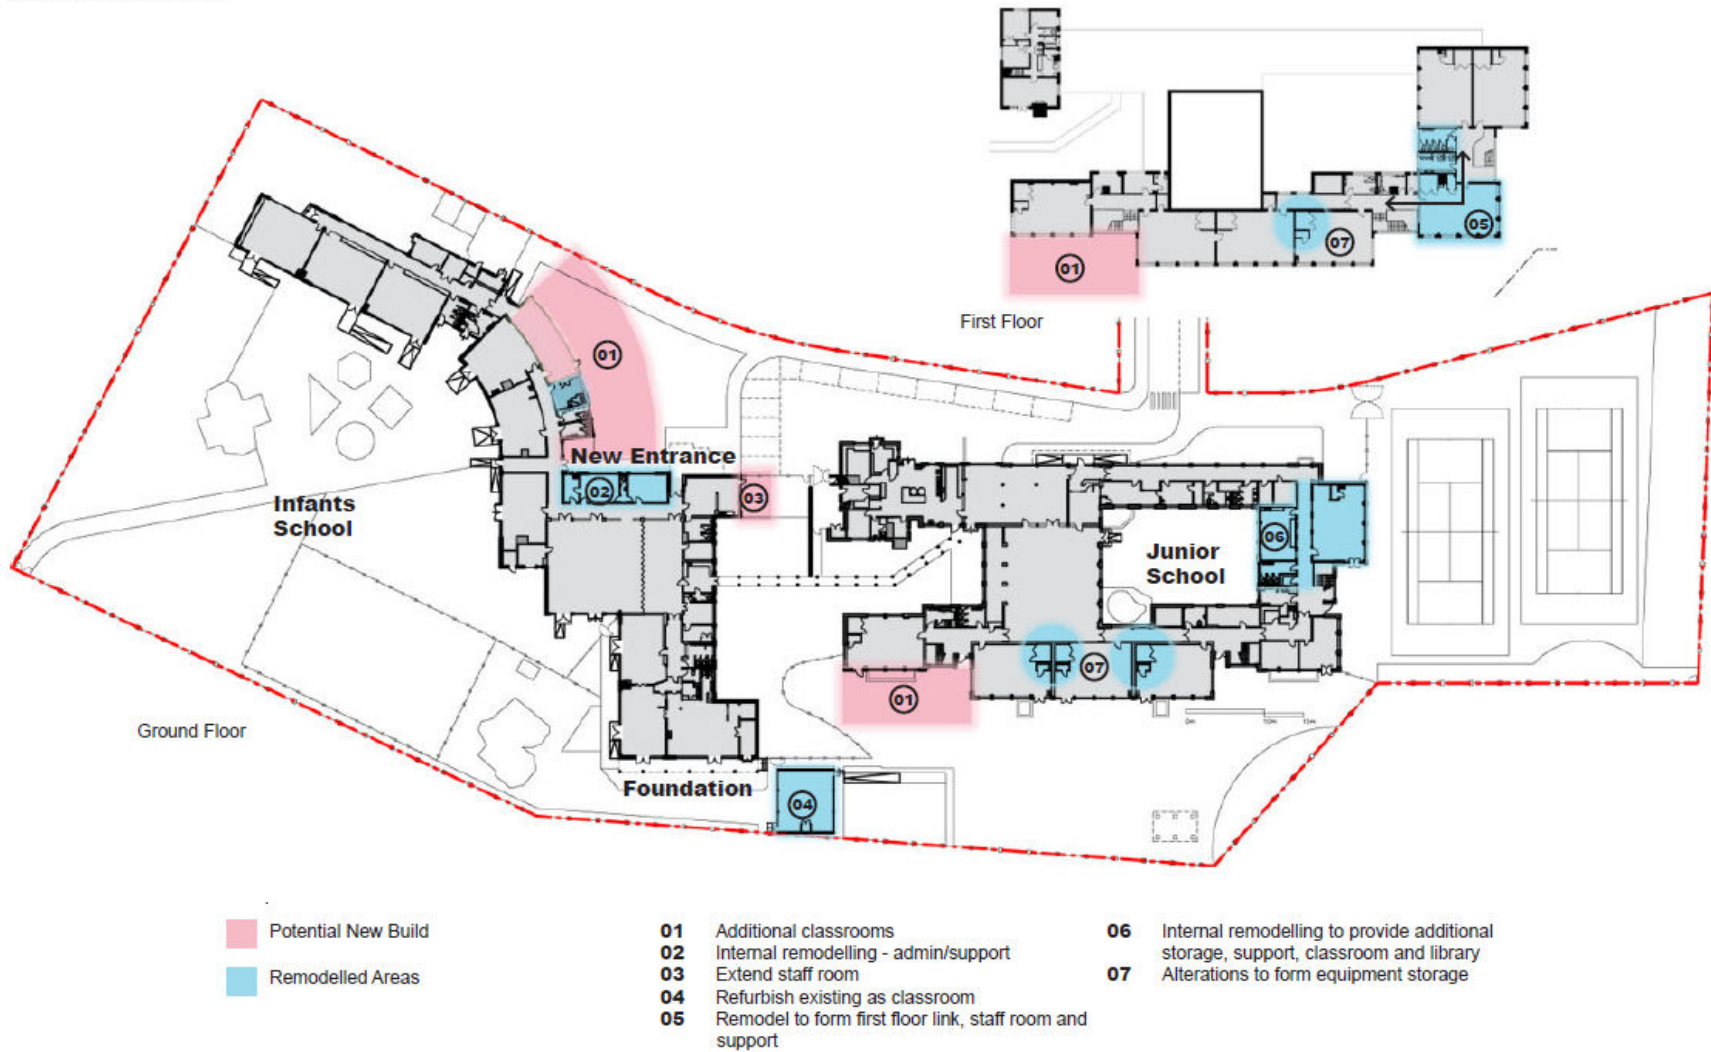 05
07
01
First Floor
01
New Entrance
02
03
Infants
School
06
Junior
School
07
01
0m 10m 15m
Ground Floor
Foundation
04
Potential New Build
Remodelled Areas
01 Additional classrooms
02 Internal remodelling - admin/support
03 Extend staff room
04 Refurbish existing as classroom
05 Remodel to form first floor link, staff room and
support
06 Internal remodelling to provide additional
storage, support, classroom and library
07 Alterations to form equipment storage